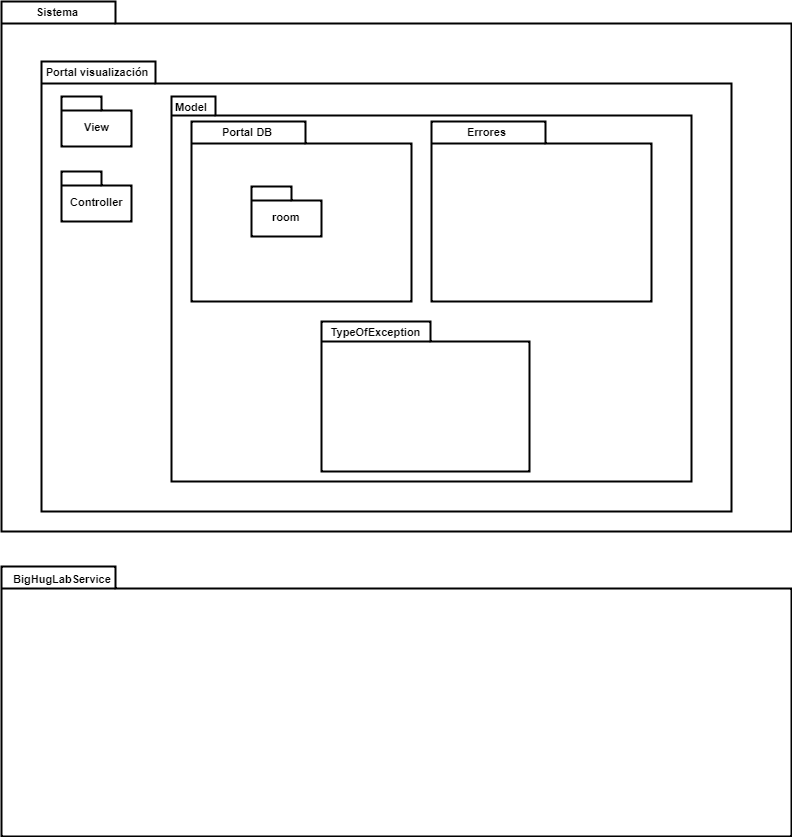 Sistema
Portal visualización
View
Model
Portal DB
Errores
Controller
room
TypeOfException
BigHugLabService